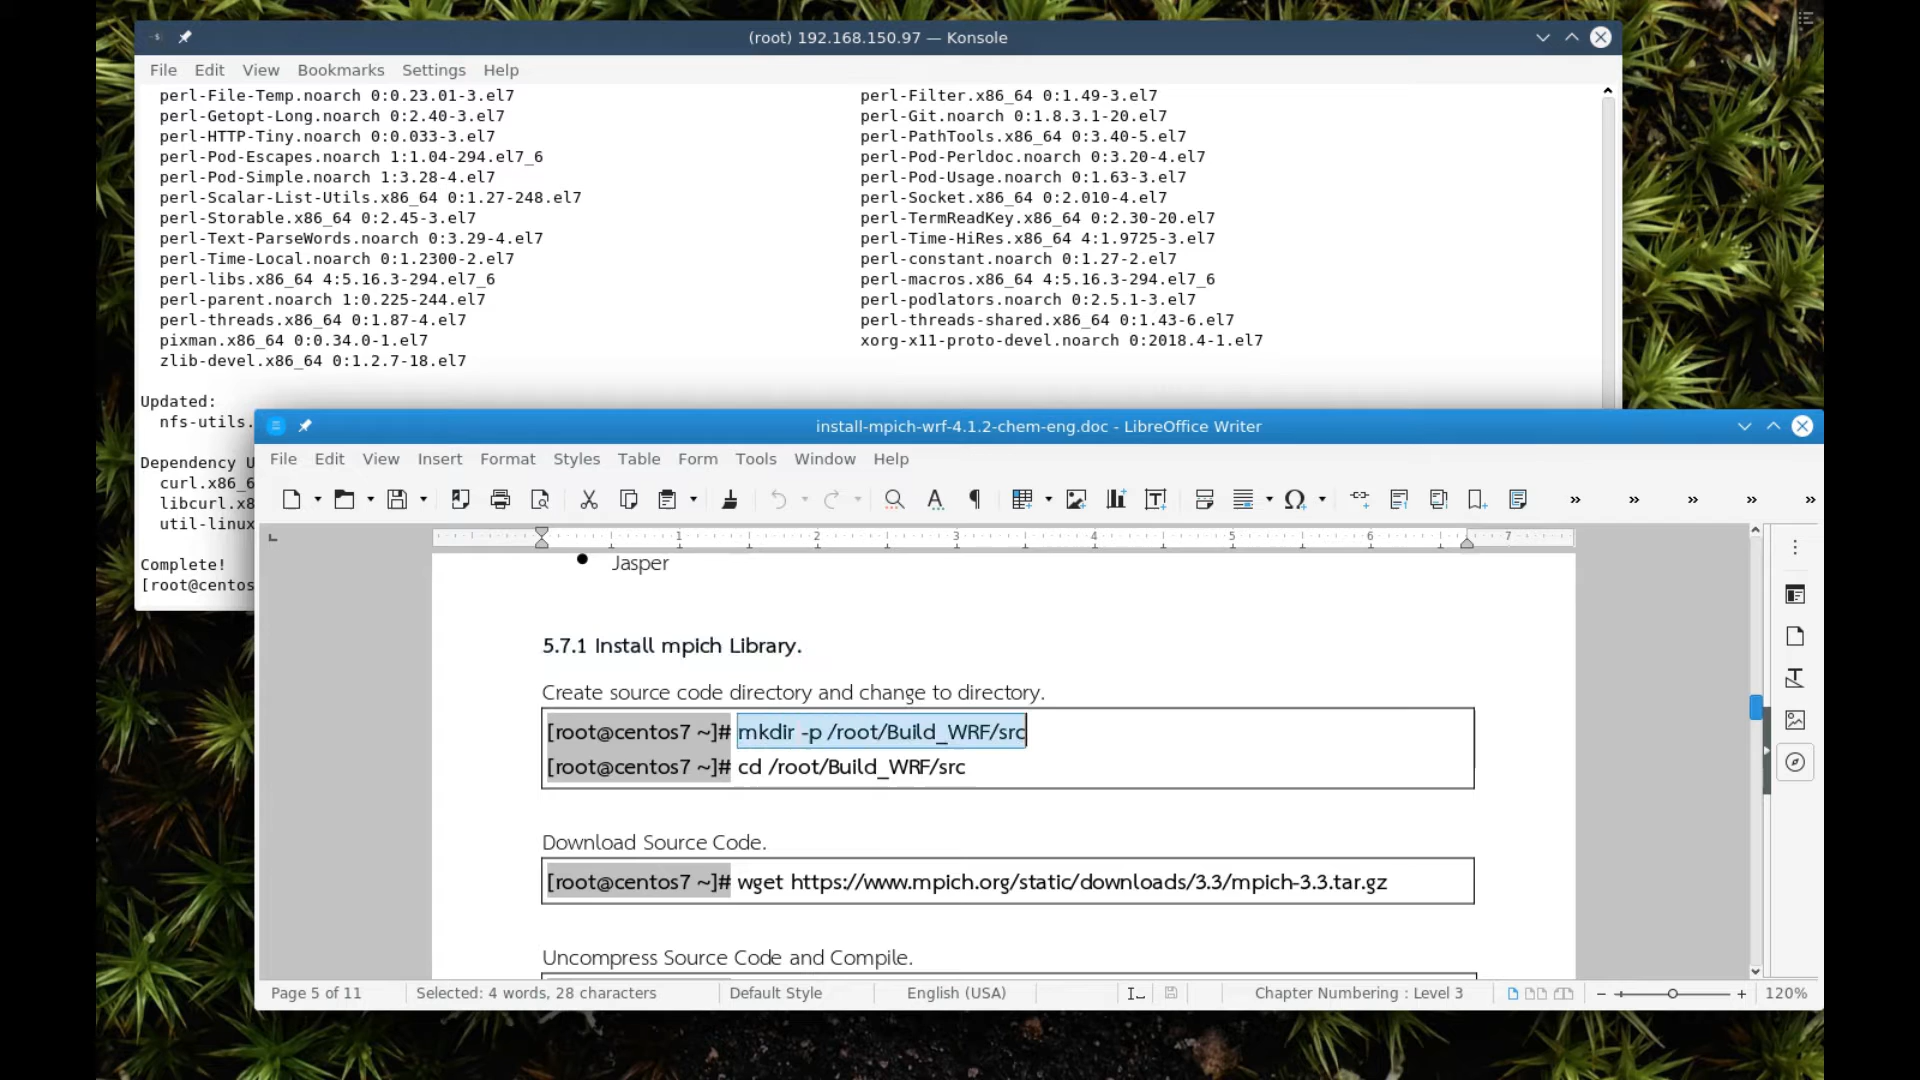 (root) 192.168.150.97 — Konsole
File Edit View Bookmarks Settings Help
perl-File-Temp.noarch 0:0.23.01-3.el7 perl-Filter.x86_64 0:1.49-3.el7
perl-Getopt-Long.noarch 0:2.40-3.el7 perl-Git.noarch 0:1.8.3.1-20.el7
perl-HTTP-Tiny.noarch 0:0.033-3.el7 perl-PathTools.x86_64 0:3.40-5.el7
perl-Pod-Escapes.noarch 1:1.04-294.el7_6 perl-Pod-Perldoc.noarch 0:3.20-4.el7
perl-Pod-Simple.noarch 1:3.28-4.el7 perl-Pod-Usage.noarch 0:1.63-3.el7
perl-Scalar-List-Utils.x86_64 0:1.27-248.el7 perl-Socket.x86_64 0:2.010-4.el7
perl-Storable.x86_64 0:2.45-3.el7 perl-TermReadKey.x86_64 0:2.30-20.el7
perl-Text-ParseWords.noarch 0:3.29-4.el7 perl-Time-HiRes.x86_64 4:1.9725-3.el7
perl-Time-Local.noarch 0:1.2300-2.el7 perl-constant.noarch 0:1.27-2.el7
perl-libs.x86_64 4:5.16.3-294.el7_6 perl-macros.x86_64 4:5.16.3-294.el7_6
perl-parent.noarch 1:0.225-244.el7 perl-podlators.noarch 0:2.5.1-3.el7
perl-threads.x86_64 0:1.87-4.el7 perl-threads-shared.x86_64 0:1.43-6.el7
pixman.x86_64 0:0.34.0-1.el7 xorg-x11-proto-devel.noarch 0:2018.4-1.el7
zlib-devel.x86_64 0:1.2.7-18.el7
Updated:
nfs-utils.
Dependency U
curl.x86_6
libcurl.x8
util-linux
Complete!
[root@centos
install-mpich-wrf-4.1.2-chem-eng.doc - LibreOffice Writer
File Edit View Insert Format Styles Table Form Tools Window Help
1 2 3 4 5 6 7
Jasper
5.7.1 Install mpich Library.
Create source code directory and change to directory.
[root@centos7 ~]# mkdir -p /root/Build_WRF/src
[root@centos7 ~]# cd /root/Build_WRF/src
Download Source Code.
[root@centos7 ~]# wget https://www.mpich.org/static/downloads/3.3/mpich-3.3.tar.gz
Uncompress Source Code and Compile.
Page 5 of 11 Selected: 4 words, 28 characters Default Style English (USA) Chapter Numbering : Level 3 120%